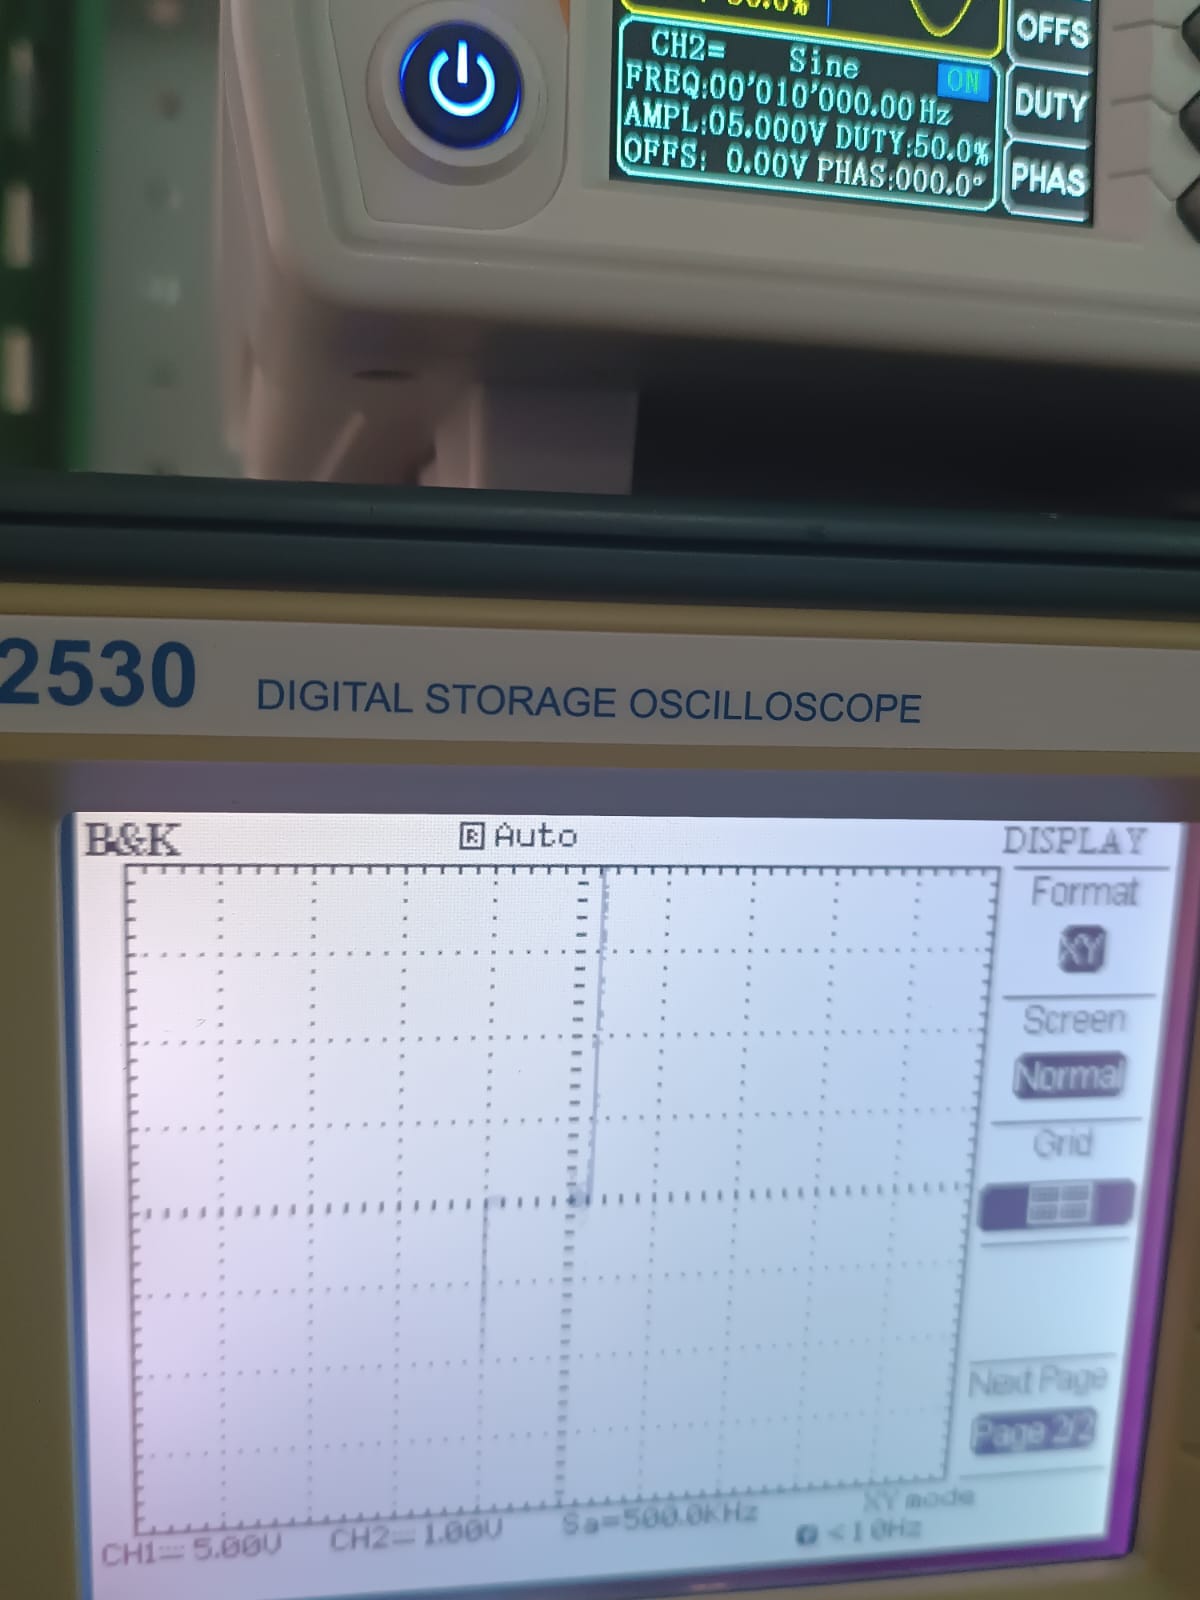 OFFS
CH2= Sine ON
FREQ:00'010'000.00 Hz
AMPL:05.000V DUTY:50.0%
OFFS: 0.00V PHAS:000.0°
DUTY
PHAS
2530 DIGITAL STORAGE OSCILLOSCOPE
B&K R Auto DISPLAY
Format
XY
Screen
Normal
Grid
Next Page
Page 2/2
XY mode
CH1⎓ 5.00V CH2⎓ 1.00V Sa=500.0KHz <10Hz